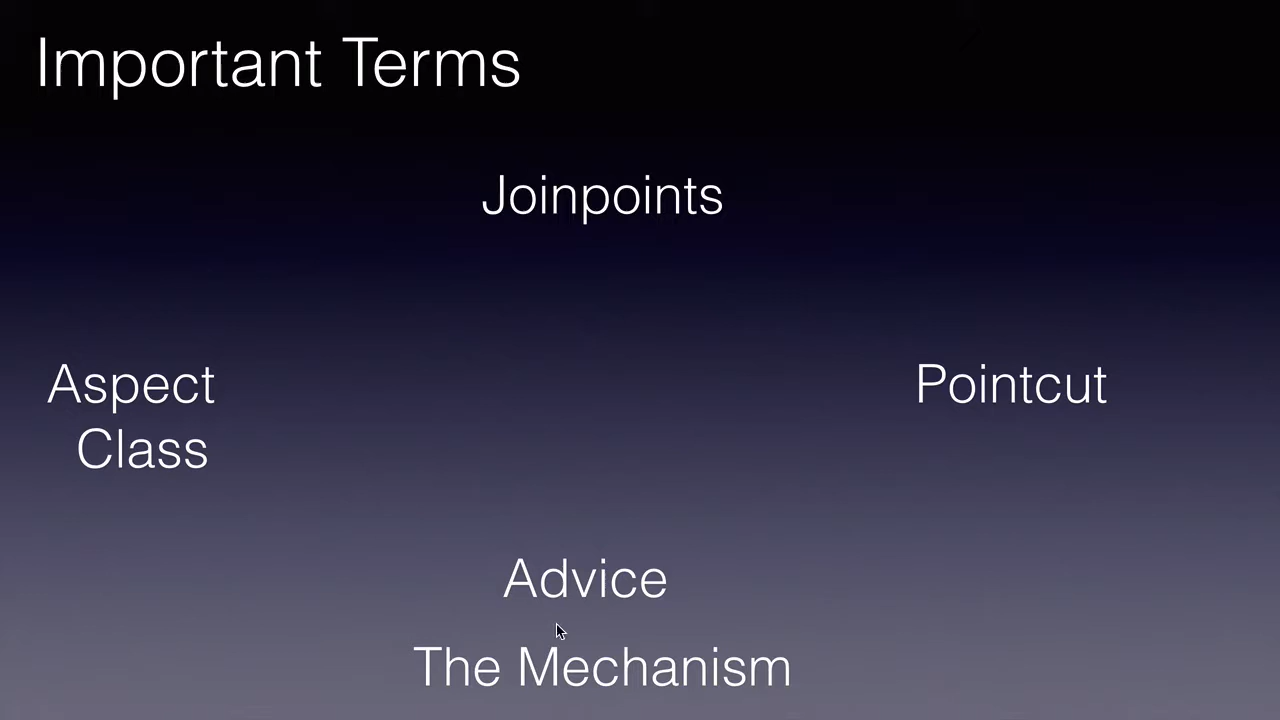 Important Terms
Joinpoints
Aspect
Class
Pointcut
Advice
The Mechanism